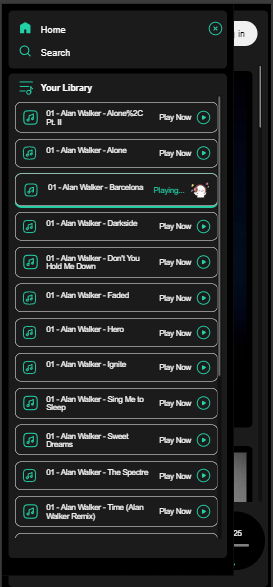 Home
in
Search
Your Library
01 - Alan Walker - Alone%2C
Pt. II
Play Now
01 - Alan Walker - Alone
Play Now
01 - Alan Walker - Barcelona
Playing...
01 - Alan Walker - Darkside
Play Now
01 - Alan Walker - Don't You
Hold Me Down
Play Now
01 - Alan Walker - Faded
Play Now
01 - Alan Walker - Hero
Play Now
01 - Alan Walker - Ignite
Play Now
01 - Alan Walker - Sing Me to
Sleep
Play Now
01 - Alan Walker - Sweet
Dreams
Play Now
01 - Alan Walker - The Spectre
Play Now
01 - Alan Walker - Time (Alan
Walker Remix)
Play Now
25